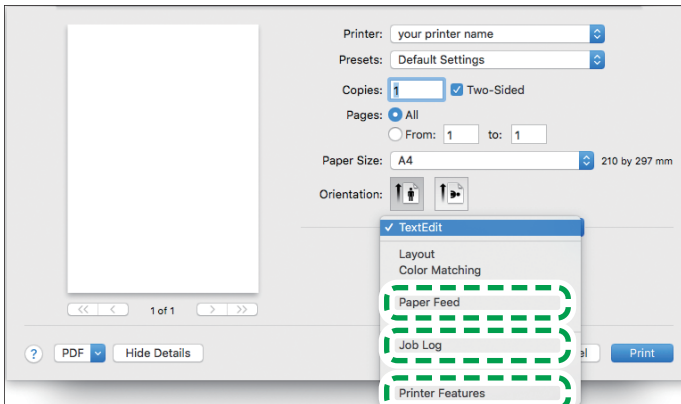 Printer: your printer name
Presets: Default Settings
Copies: 1 Two-Sided
Pages: All
From: 1 to: 1
Paper Size: A4 210 by 297 mm
Orientation:
✓ TextEdit
Layout
Color Matching
Paper Feed
Job Log
Printer Features
<< < 1 of 1 > >>
? PDF Hide Details Print